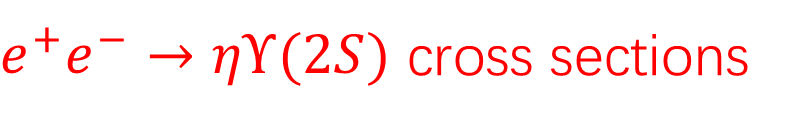 e⁺e⁻ → ηϒ(2S) cross sections